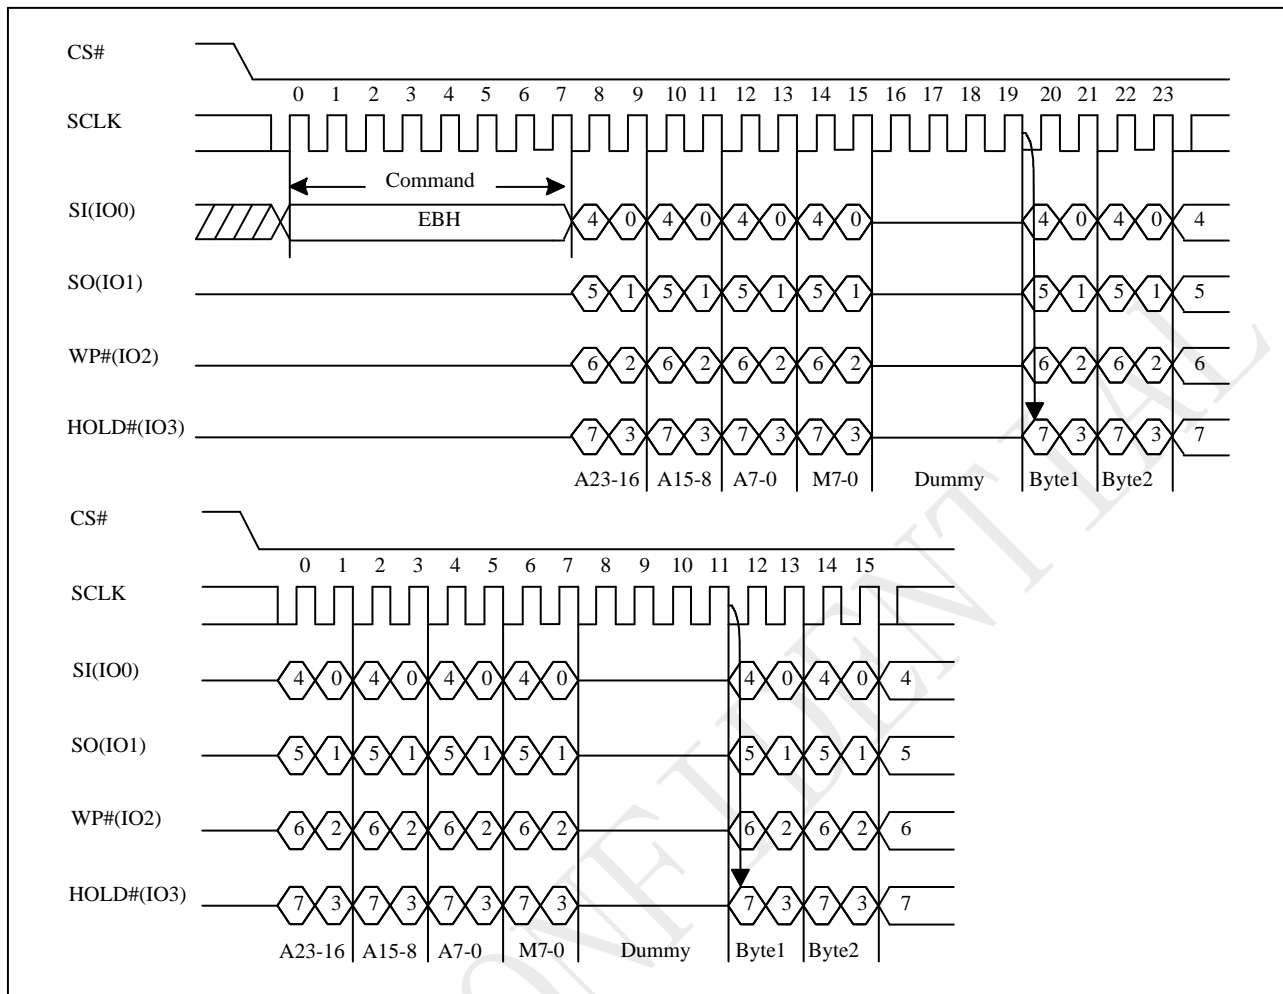 CS#
0 1 2 3 4 5 6 7 8 9 10 11 12 13 14 15 16 17 18 19 20 21 22 23
SCLK
Command
SI(IO0) EBH 4 0 4 0 4 0 4 0 4 0 4 0 4
SO(IO1) 5 1 5 1 5 1 5 1 5 1 5 1 5
WP#(IO2) 6 2 6 2 6 2 6 2 6 2 6 2 6
HOLD#(IO3) 7 3 7 3 7 3 7 3 7 3 7 3 7
A23-16 A15-8 A7-0 M7-0 Dummy Byte1 Byte2
CS#
0 1 2 3 4 5 6 7 8 9 10 11 12 13 14 15
SCLK
SI(IO0) 4 0 4 0 4 0 4 0 4 0 4 0 4
SO(IO1) 5 1 5 1 5 1 5 1 5 1 5 1 5
WP#(IO2) 6 2 6 2 6 2 6 2 6 2 6 2 6
HOLD#(IO3) 7 3 7 3 7 3 7 3 7 3 7 3 7
A23-16 A15-8 A7-0 M7-0 Dummy Byte1 Byte2
ONFIDENTIAL